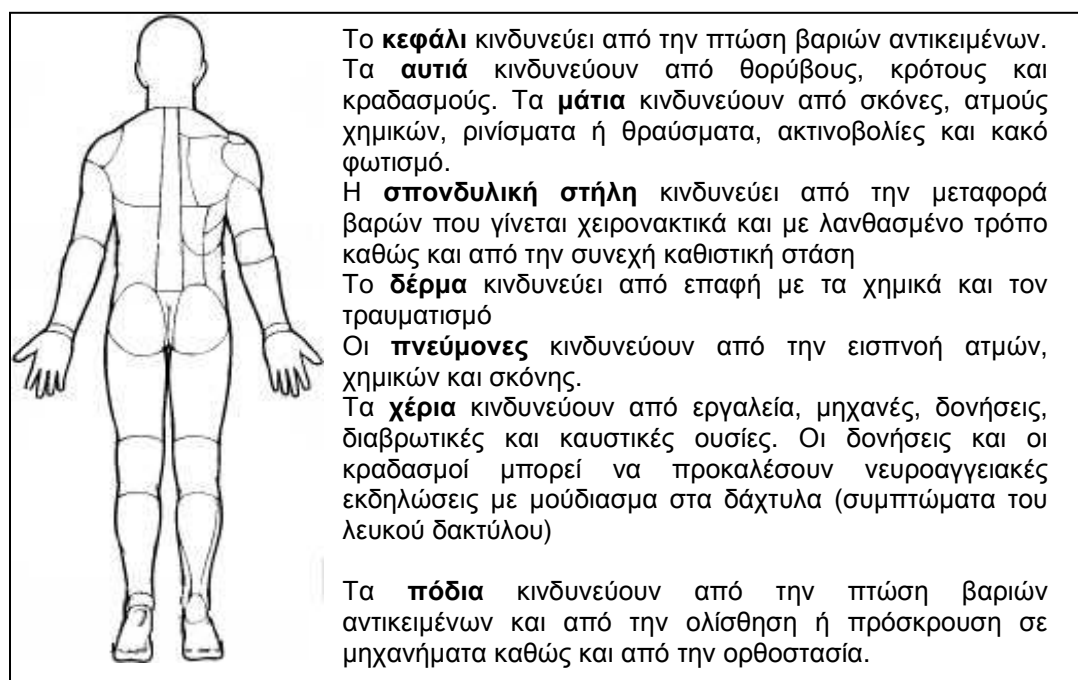 Το κεφάλι κινδυνεύει από την πτώση βαριών αντικειμένων.
Τα αυτιά κινδυνεύουν από θορύβους, κρότους και
κραδασμούς. Τα μάτια κινδυνεύουν από σκόνες, ατμούς
χημικών, ρινίσματα ή θραύσματα, ακτινοβολίες και κακό
φωτισμό.
Η σπονδυλική στήλη κινδυνεύει από την μεταφορά
βαρών που γίνεται χειρονακτικά και με λανθασμένο τρόπο
καθώς και από την συνεχή καθιστική στάση
Το δέρμα κινδυνεύει από επαφή με τα χημικά και τον
τραυματισμό
Οι πνεύμονες κινδυνεύουν από την εισπνοή ατμών,
χημικών και σκόνης.
Τα χέρια κινδυνεύουν από εργαλεία, μηχανές, δονήσεις,
διαβρωτικές και καυστικές ουσίες. Οι δονήσεις και οι
κραδασμοί μπορεί να προκαλέσουν νευροαγγειακές
εκδηλώσεις με μούδιασμα στα δάχτυλα (συμπτώματα του
λευκού δακτύλου)
Τα πόδια κινδυνεύουν από την πτώση βαριών
αντικειμένων και από την ολίσθηση ή πρόσκρουση σε
μηχανήματα καθώς και από την ορθοστασία.